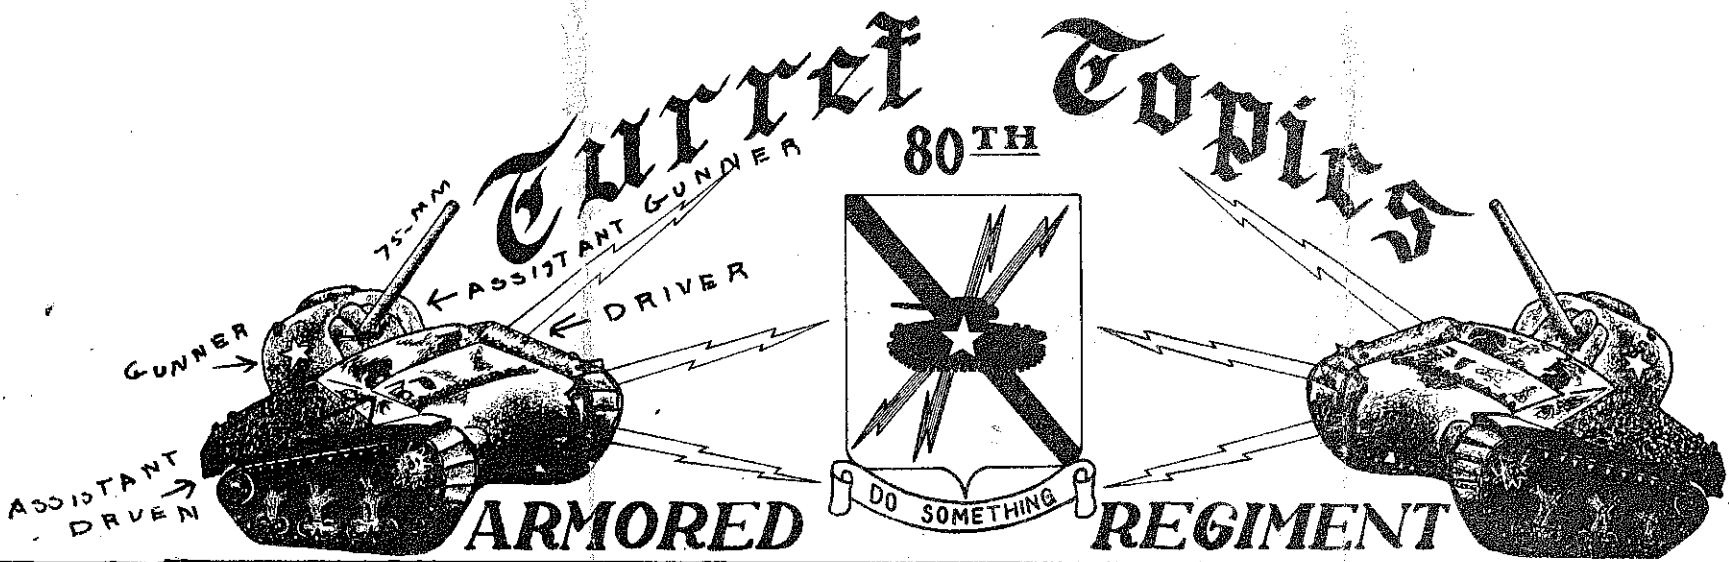 Turret Topics
80TH
75-MM
ASSISTANT GUNNER
DRIVER
GUNNER
ASSISTANT
DRVEN
DO SOMETHING
ARMORED REGIMENT